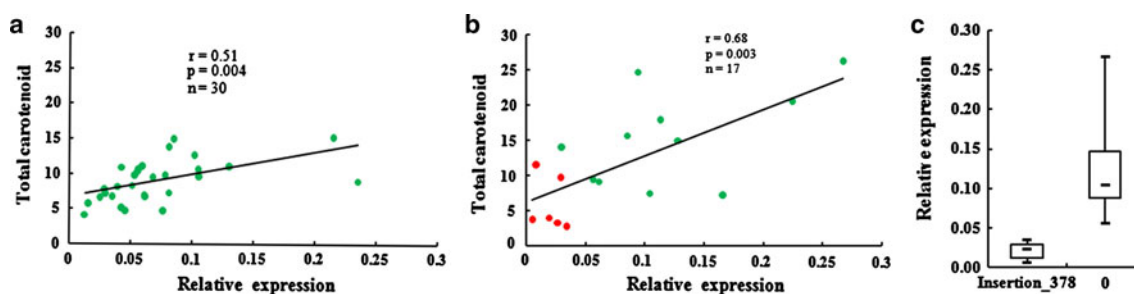 a
r = 0.51
p = 0.004
n = 30
Total carotenoid
30
25
20
15
10
5
0
0 0.05 0.1 0.15 0.2 0.25 0.3
Relative expression
b
r = 0.68
p = 0.003
n = 17
Total carotenoid
30
25
20
15
10
5
0
0 0.05 0.1 0.15 0.2 0.25 0.3
Relative expression
c
Relative expression
0.30
0.25
0.20
0.15
0.10
0.05
0.00
Insertion_378 0